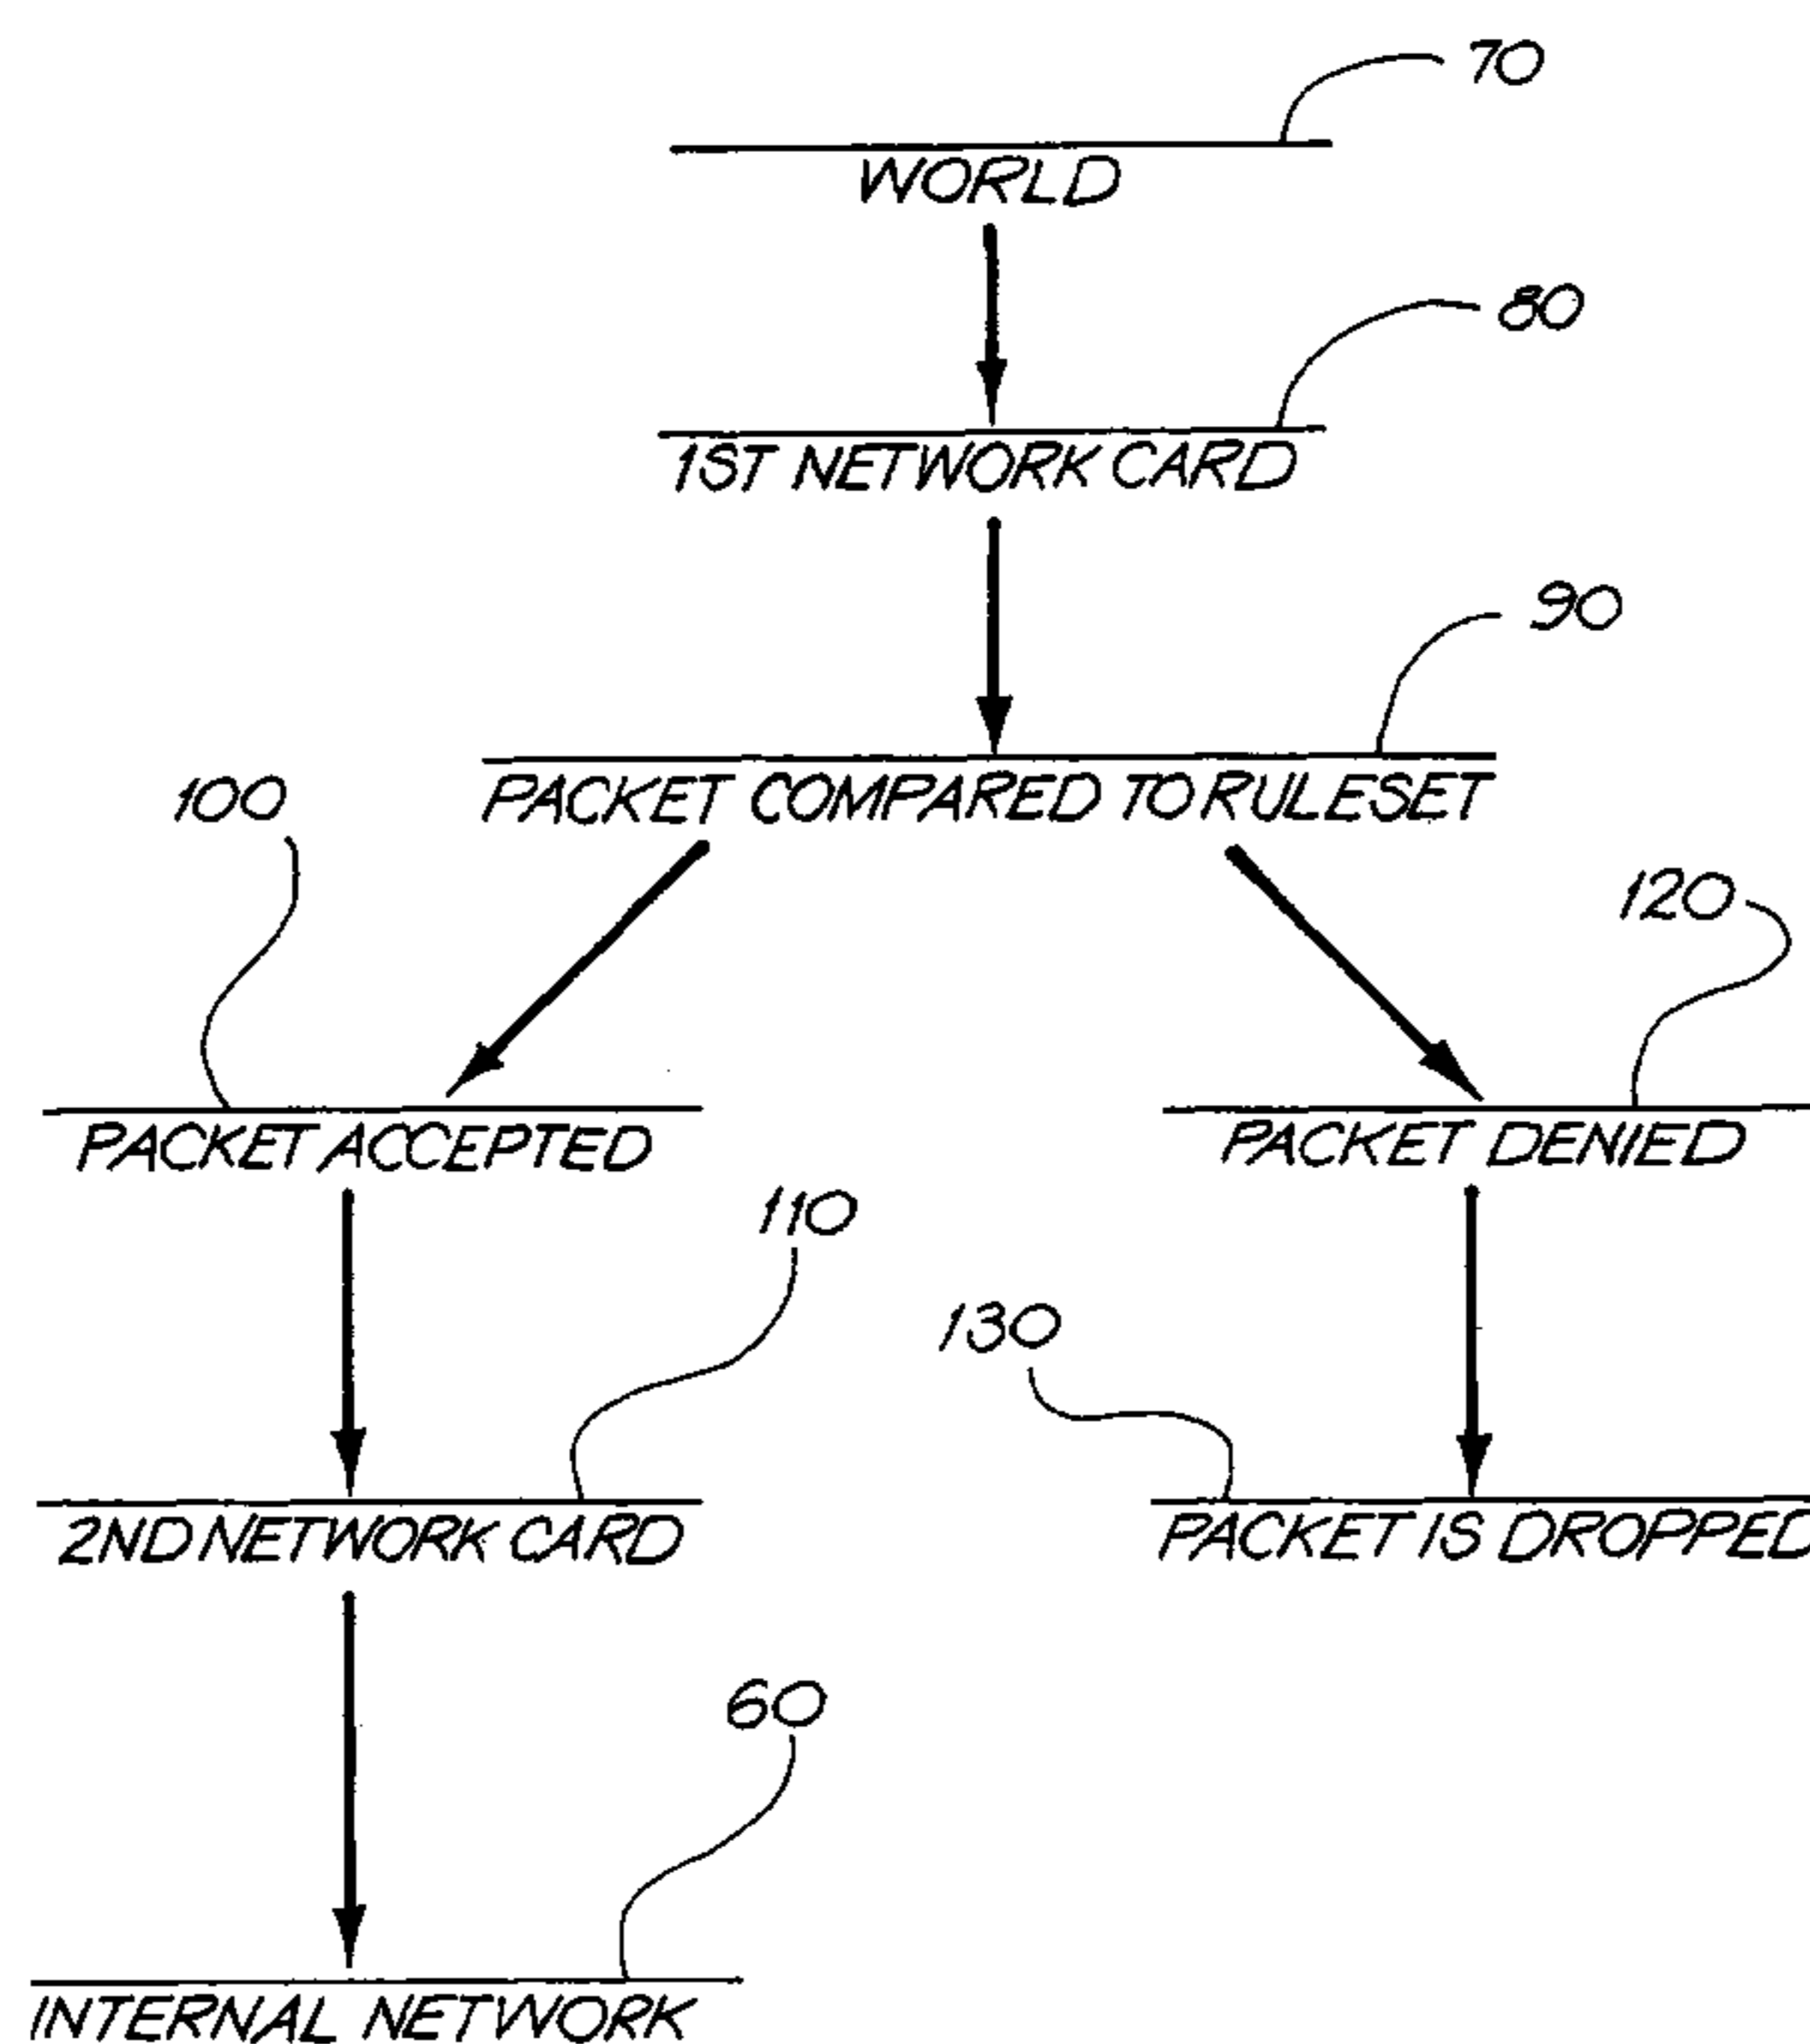 70
WORLD
80
1ST NETWORK CARD
90
PACKET COMPARED TO RULESET
100
120
PACKET ACCEPTED
PACKET DENIED
110
130
2ND NETWORK CARD
PACKET IS DROPPED
60
INTERNAL NETWORK